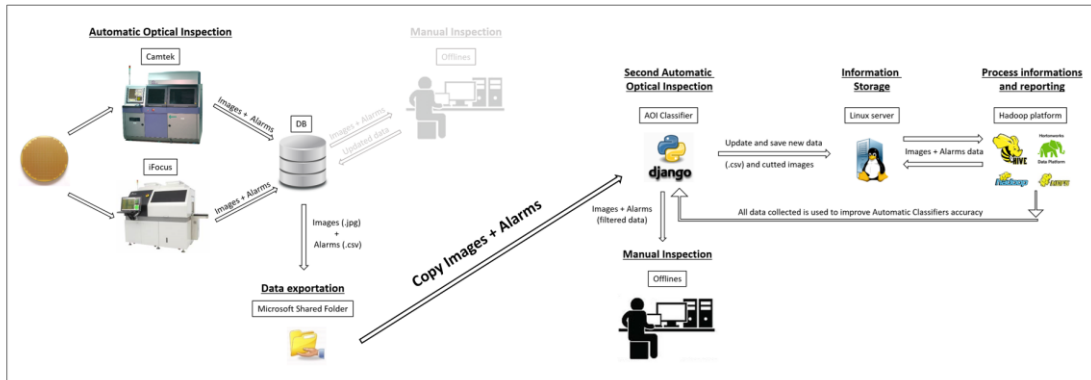 Automatic Optical Inspection
Camtek
Images + Alarms
iFocus
Images + Alarms
DB
Images + Alarms
Updated data
Manual Inspection
Offlines
Images (.jpg)
+
Alarms (.csv)
Data exportation
Microsoft Shared Folder
Copy Images + Alarms
Second Automatic
Optical Inspection
AOI Classifier
django
Update and save new data
(.csv) and cutted images
Information
Storage
Linux server
Images + Alarms data
Process informations
and reporting
Hadoop platform
HIVE
Hortonworks
Data Platform
hadoop
All data collected is used to improve Automatic Classifiers accuracy
Images + Alarms
(filtered data)
Manual Inspection
Offlines